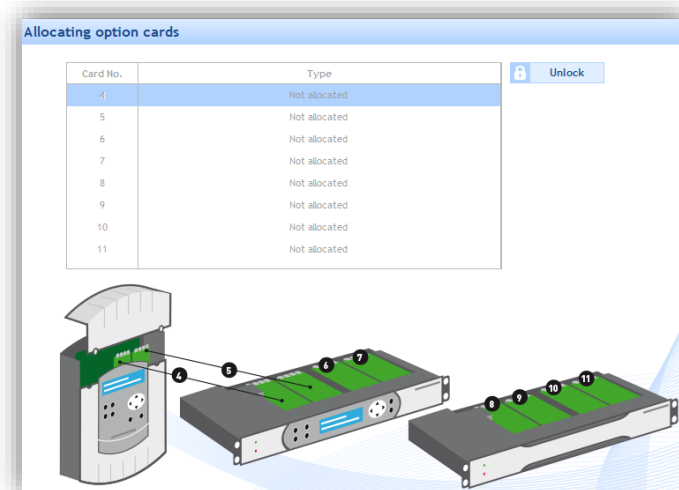 Allocating option cards
Card No. Type
Unlock
4 Not allocated
5 Not allocated
6 Not allocated
7 Not allocated
8 Not allocated
9 Not allocated
10 Not allocated
11 Not allocated
4
5
6
7
8
9
10
11